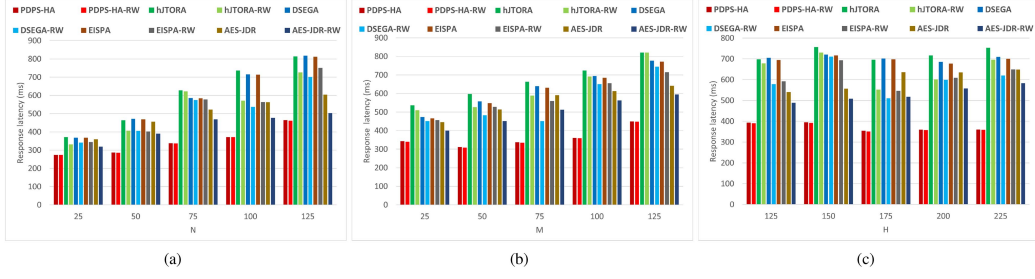 PDPS-HA PDPS-HA-RW hJTORA hJTORA-RW DSEGA
DSEGA-RW EISPA EISPA-RW AES-JDR AES-JDR-RW
900
800
700
600
500
400
300
200
100
0
Response latency (ms)
25 50 75 100 125
N
(a)
PDPS-HA PDPS-HA-RW hJTORA hJTORA-RW DSEGA
DSEGA-RW EISPA EISPA-RW AES-JDR AES-JDR-RW
900
800
700
600
500
400
300
200
100
0
Response latency (ms)
25 50 75 100 125
M
(b)
PDPS-HA PDPS-HA-RW hJTORA hJTORA-RW DSEGA
DSEGA-RW EISPA EISPA-RW AES-JDR AES-JDR-RW
800
700
600
500
400
300
200
100
0
Response latency (ms)
125 150 175 200 225
H
(c)